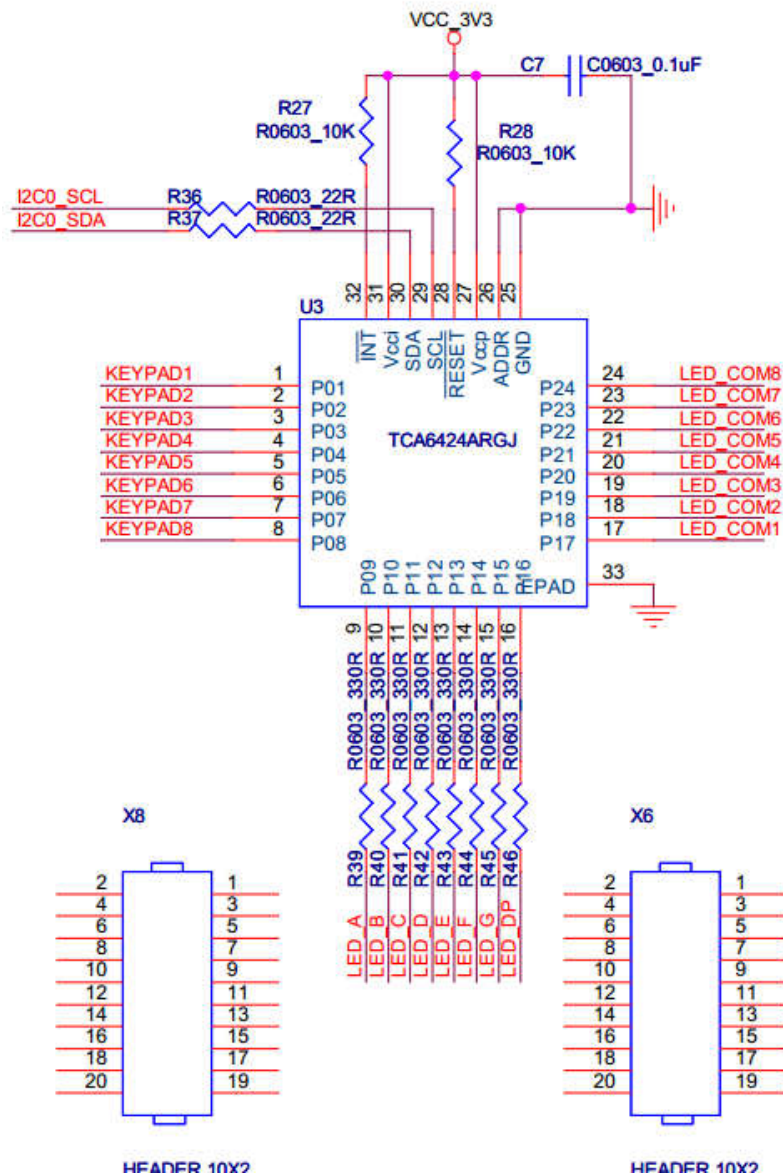 VCC_3V3
C7 C0603_0.1uF
R27
R0603_10K
R28
R0603_10K
I2C0_SCL R36 R0603_22R
I2C0_SDA R37 R0603_22R
32 31 30 29 28 27 26 25
U3
INT Vcci SDA SCL RESET Vccp ADDR GND
KEYPAD1 1 P01 P24 24 LED_COM8
KEYPAD2 2 P02 P23 23 LED_COM7
KEYPAD3 3 P03 P22 22 LED_COM6
KEYPAD4 4 P04 TCA6424ARGJ P21 21 LED_COM5
KEYPAD5 5 P05 P20 20 LED_COM4
KEYPAD6 6 P06 P19 19 LED_COM3
KEYPAD7 7 P07 P18 18 LED_COM2
KEYPAD8 8 P08 P17 17 LED_COM1
P09 P10 P11 P12 P13 P14 P15 P16 EPAD 33
9 10 11 12 13 14 15 16
R0603_330R R0603_330R R0603_330R R0603_330R R0603_330R R0603_330R R0603_330R R0603_330R
R39 R40 R41 R42 R43 R44 R45 R46
LED_A LED_B LED_C LED_D LED_E LED_F LED_G LED_DP
X8
2 1
4 3
6 5
8 7
10 9
12 11
14 13
16 15
18 17
20 19
HEADER 10X2
X6
2 1
4 3
6 5
8 7
10 9
12 11
14 13
16 15
18 17
20 19
HEADER 10X2